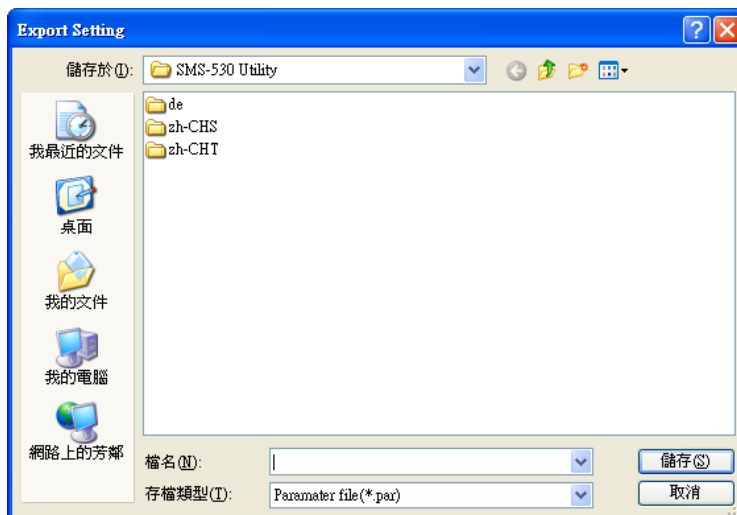 Export Setting
儲存於(I):
SMS-530 Utility
de
zh-CHS
zh-CHT
我最近的文件
桌面
我的文件
我的電腦
網路上的芳鄰
檔名(N):
儲存(S)
存檔類型(T):
Paramater file(*.par)
取消